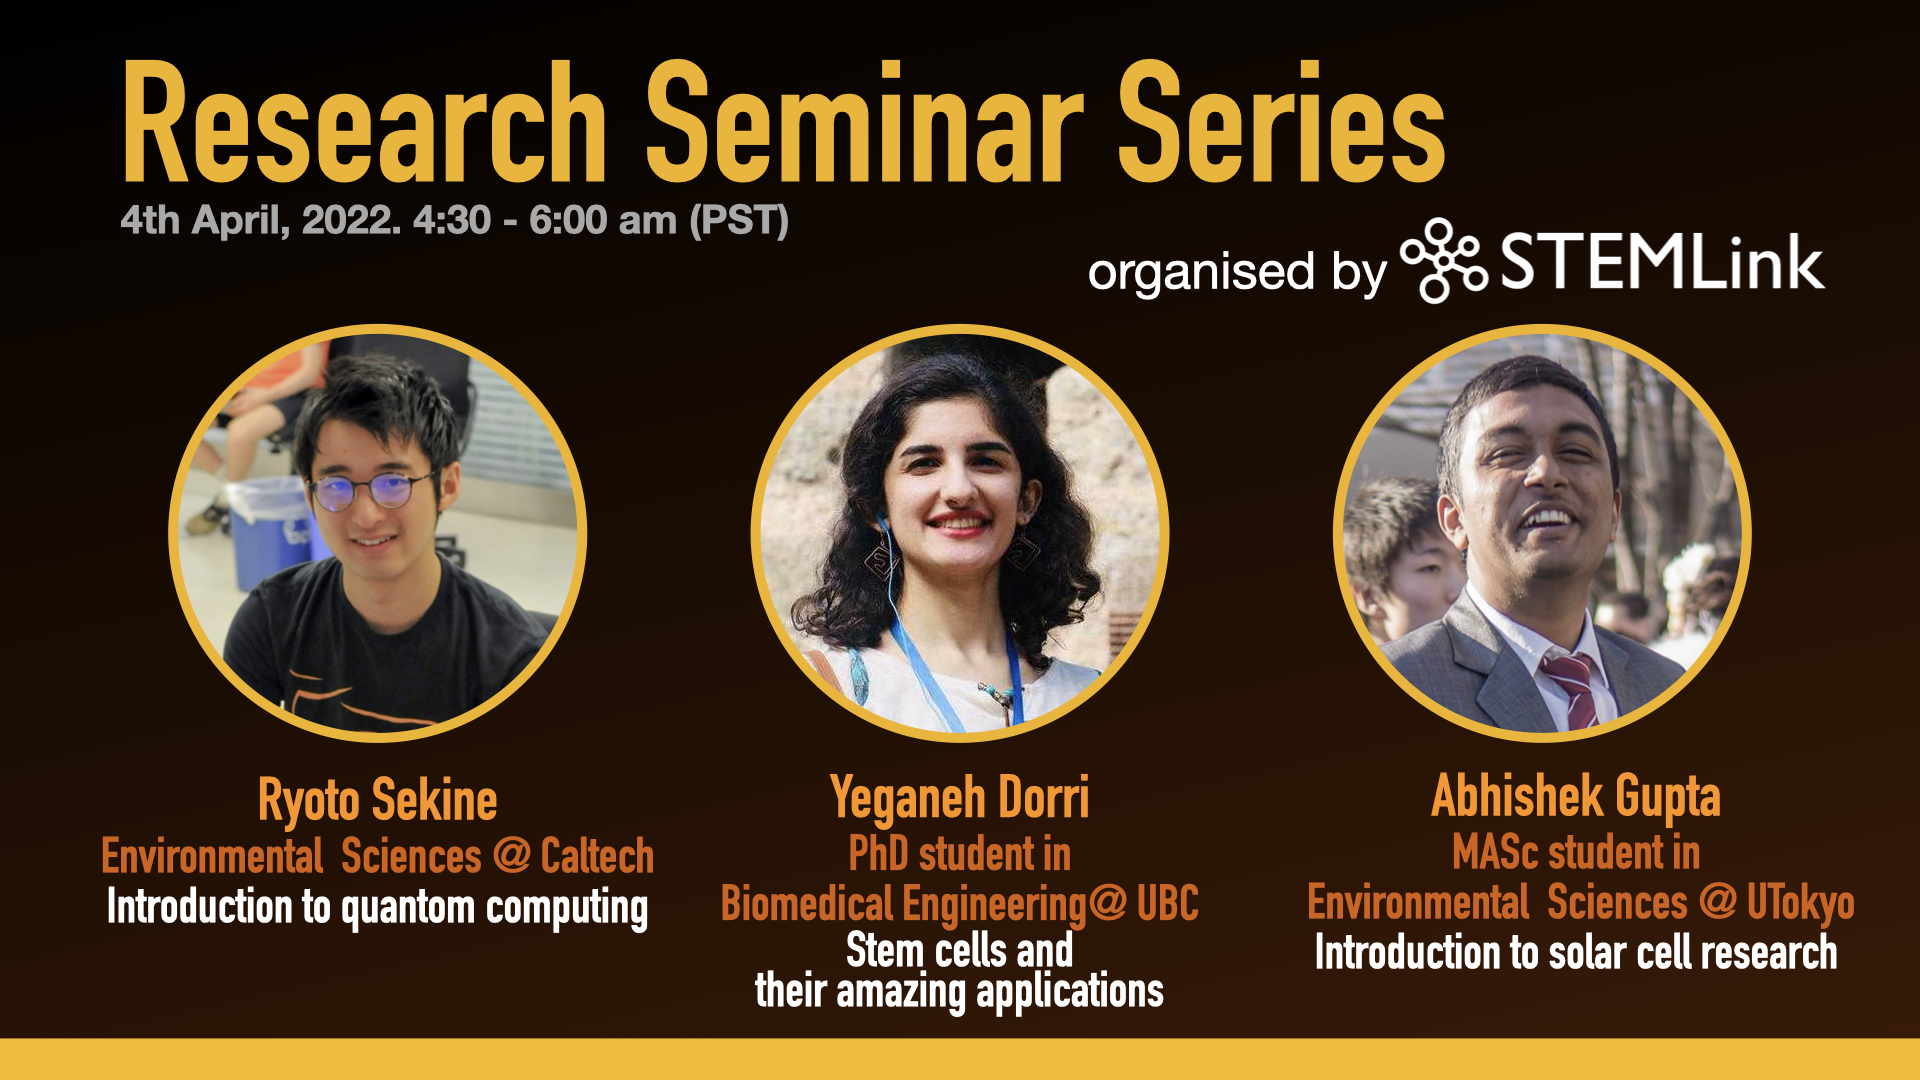 Research Seminar Series
4th April, 2022. 4:30 - 6:00 am (PST)
organised by STEMLink
Ryoto Sekine
Environmental Sciences @ Caltech
Introduction to quantom computing
Yeganeh Dorri
PhD student in
Biomedical Engineering@ UBC
Stem cells and
their amazing applications
Abhishek Gupta
MASc student in
Environmental Sciences @ UTokyo
Introduction to solar cell research